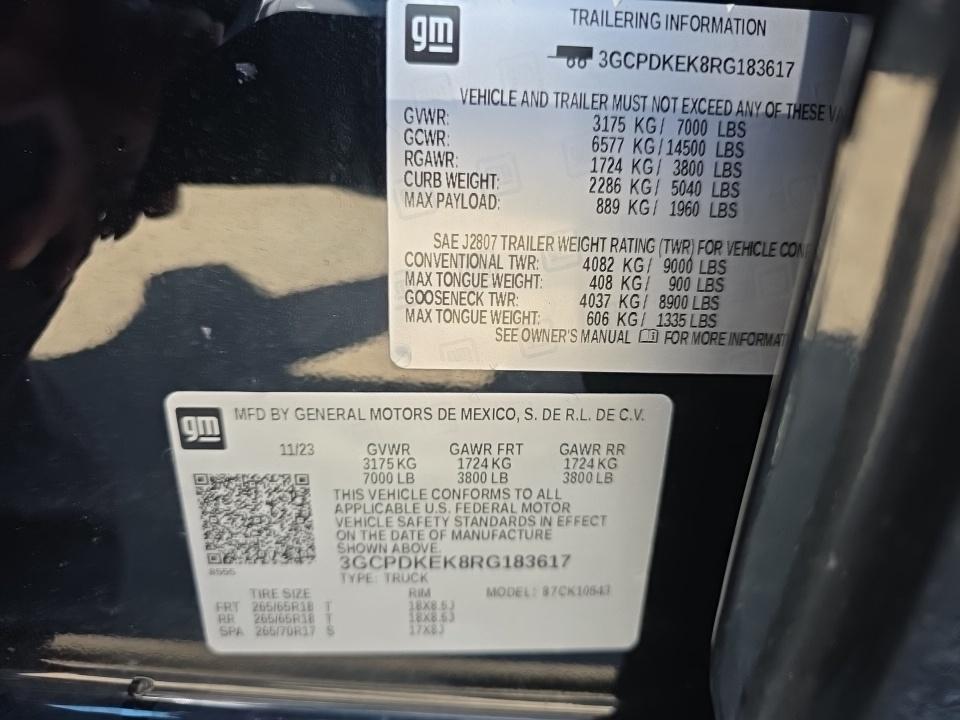 gm
TRAILERING INFORMATION
3GCPDKEK8RG183617
VEHICLE AND TRAILER MUST NOT EXCEED ANY OF THESE VA
GVWR: 3175 KG/ 7000 LBS
GCWR: 6577 KG/14500 LBS
RGAWR: 1724 KG/ 3800 LBS
CURB WEIGHT: 2286 KG/ 5040 LBS
MAX PAYLOAD: 889 KG/ 1960 LBS
SAE J2807 TRAILER WEIGHT RATING (TWR) FOR VEHICLE CON
CONVENTIONAL TWR: 4082 KG/ 9000 LBS
MAX TONGUE WEIGHT: 408 KG/ 900 LBS
GOOSENECK TWR: 4037 KG/ 8900 LBS
MAX TONGUE WEIGHT: 606 KG/ 1335 LBS
SEE OWNER'S MANUAL FOR MORE INFORMAT
gm
MFD BY GENERAL MOTORS DE MEXICO, S. DE R.L. DE C.V.
11/23 GVWR GAWR FRT GAWR RR
3175 KG 1724 KG 1724 KG
7000 LB 3800 LB 3800 LB
THIS VEHICLE CONFORMS TO ALL
APPLICABLE U.S. FEDERAL MOTOR
VEHICLE SAFETY STANDARDS IN EFFECT
ON THE DATE OF MANUFACTURE
SHOWN ABOVE.
3GCPDKEK8RG183617
TYPE: TRUCK
TIRE SIZE RIM MODEL:
FRT 265/65R18 T 18X8.5J
RR 265/65R18 T 18X8.5J
SPA 265/70R17 S 17X8J